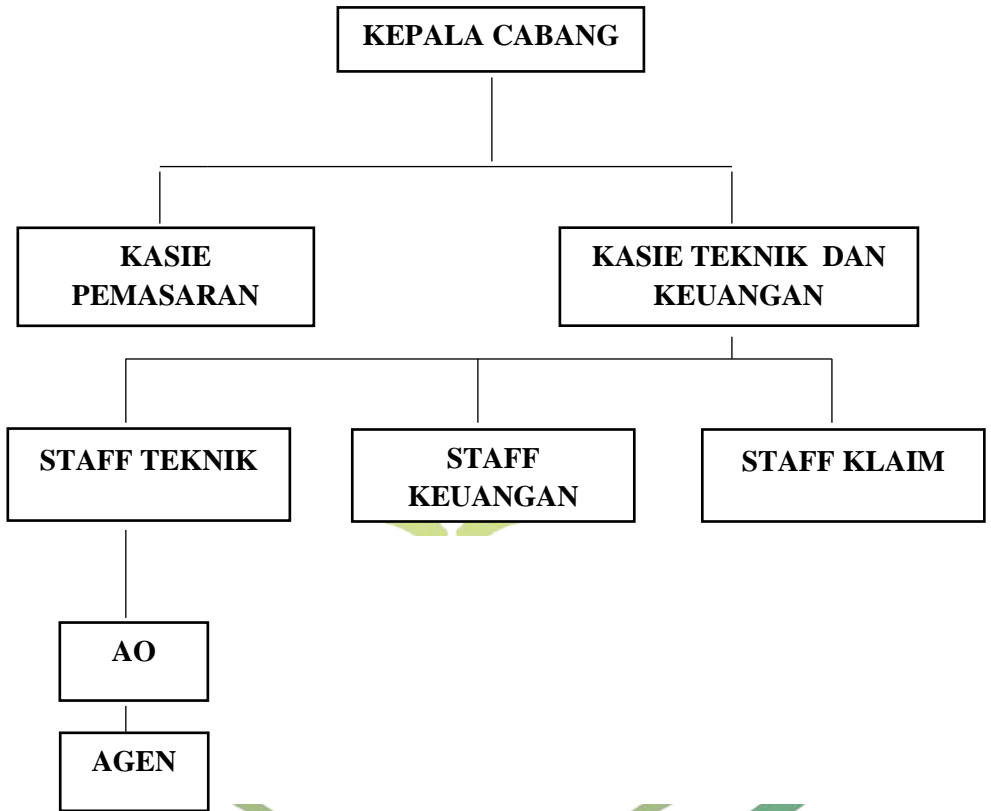 KEPALA CABANG
KASIE
PEMASARAN
KASIE TEKNIK DAN
KEUANGAN
STAFF TEKNIK
STAFF
KEUANGAN
STAFF KLAIM
AO
AGEN